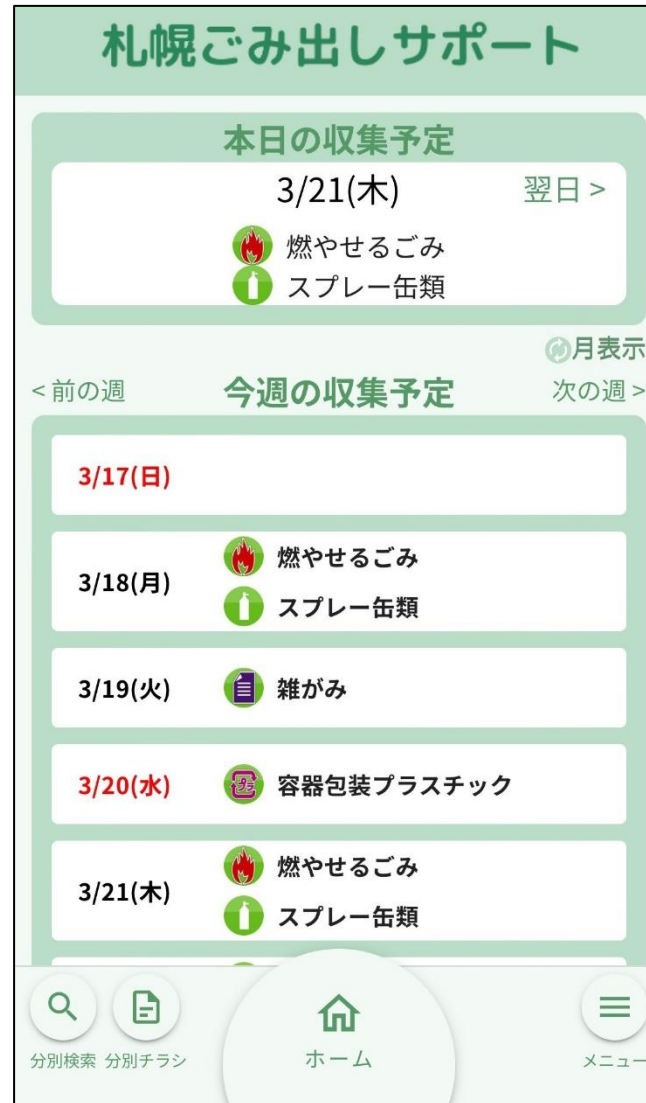 札幌ごみ出しサポート
本日の収集予定
3/21(木) 翌日 >
燃やせるごみ
スプレー缶類
月表示
< 前の週 今週の収集予定 次の週 >
3/17(日)
3/18(月) 燃やせるごみ
スプレー缶類
3/19(火) 雑がみ
3/20(水) プラ 容器包装プラスチック
3/21(木) 燃やせるごみ
スプレー缶類
分別検索 分別チラシ ホーム メニュー